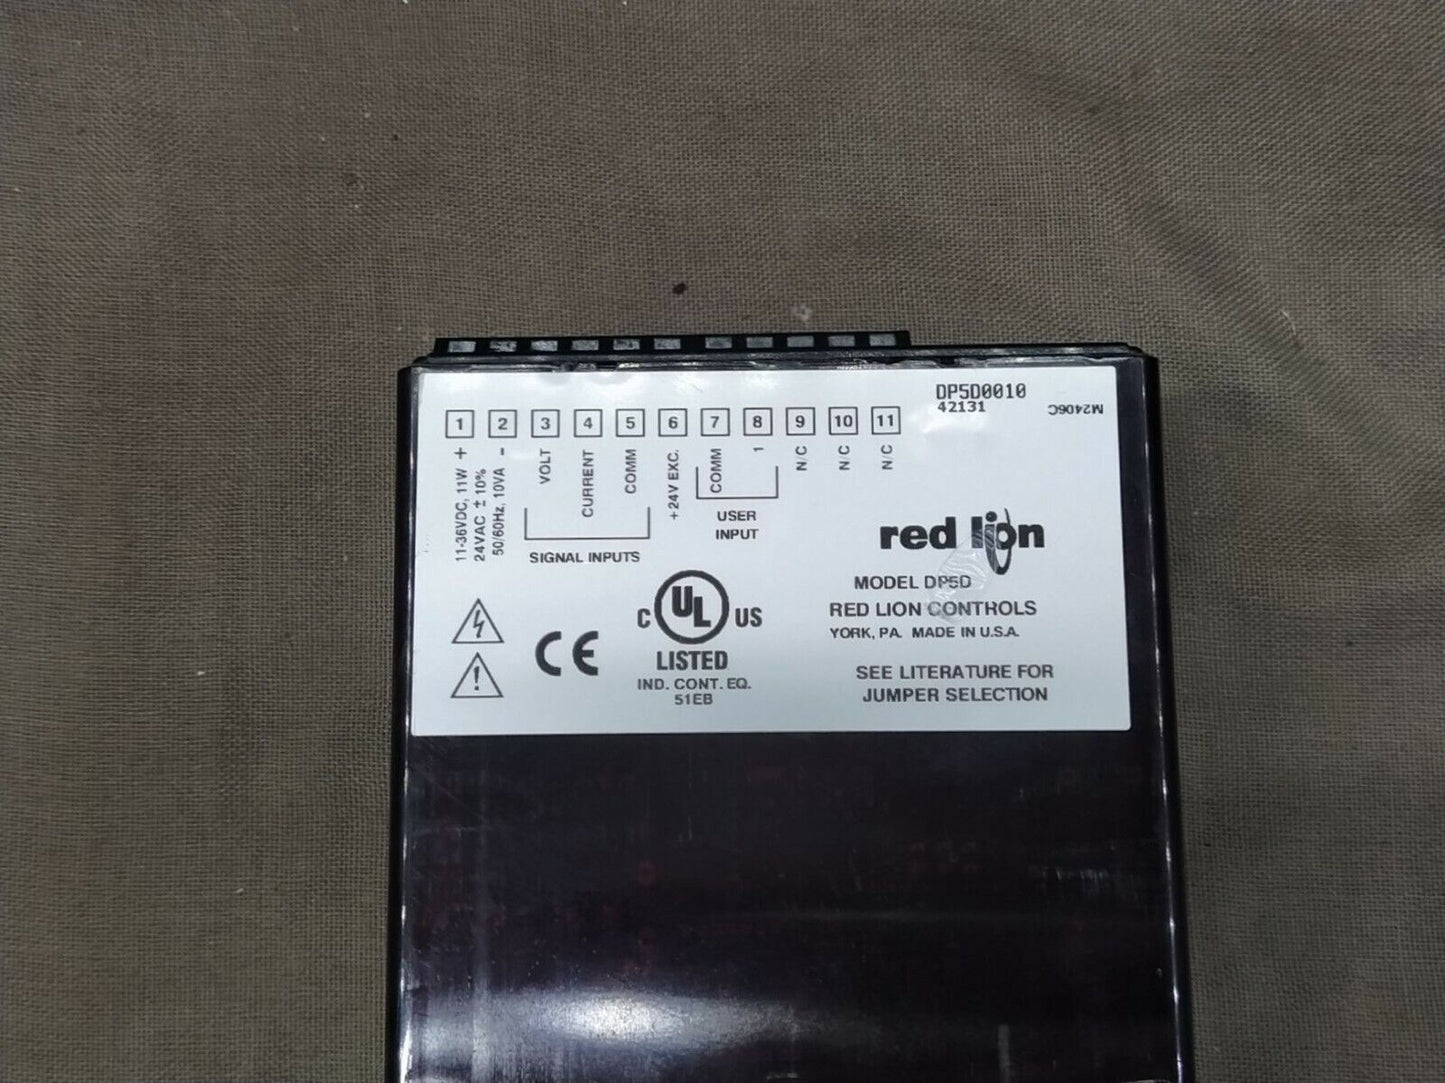 DP5D0010
42131
M2406C
1 2 3 4 5 6 7 8 9 10 11
+
-
11-36VDC, 11W
24VAC ± 10%
50/60Hz, 10VA
VOLT
CURRENT
COMM
+24V EXC.
COMM
1
N/C
N/C
N/C
SIGNAL INPUTS
USER
INPUT
red lion
MODEL DP5D
RED LION CONTROLS
YORK, PA. MADE IN U.S.A.
CE
C UL US
LISTED
IND. CONT. EQ.
51EB
SEE LITERATURE FOR
JUMPER SELECTION